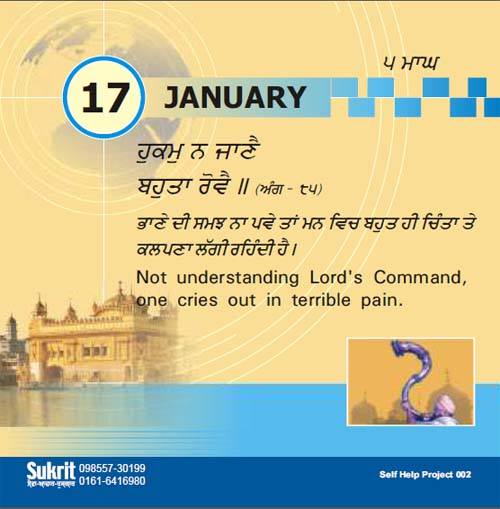 ੫ ਮਾਘ
17 JANUARY
ਹੁਕਮੁ ਨ ਜਾਣੈ
ਬਹੁਤਾ ਰੋਵੈ ॥ (ਅੰਗ - ੮੫)
ਭਾਣੇ ਦੀ ਸਮਝ ਨਾ ਪਵੇ ਤਾਂ ਮਨ ਵਿਚ ਬਹੁਤ ਹੀ ਚਿੰਤਾ ਤੇ
ਕਲਪਣਾ ਲੱਗੀ ਰਹਿੰਦੀ ਹੈ।
Not understanding Lord's Command,
one cries out in terrible pain.
Sukrit 098557-30199
0161-6416980
Self Help Project 002